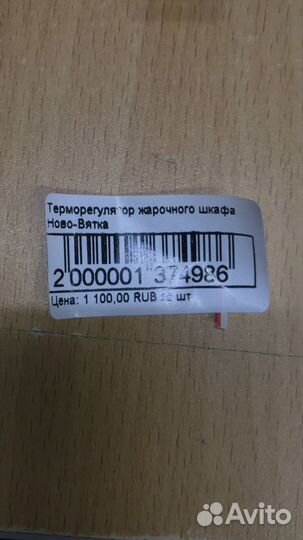 Терморегулятор жарочного шкафа
Ново-Вятка
2 000001 374986
Цена: 1 100,00 RUB за шт
Avito